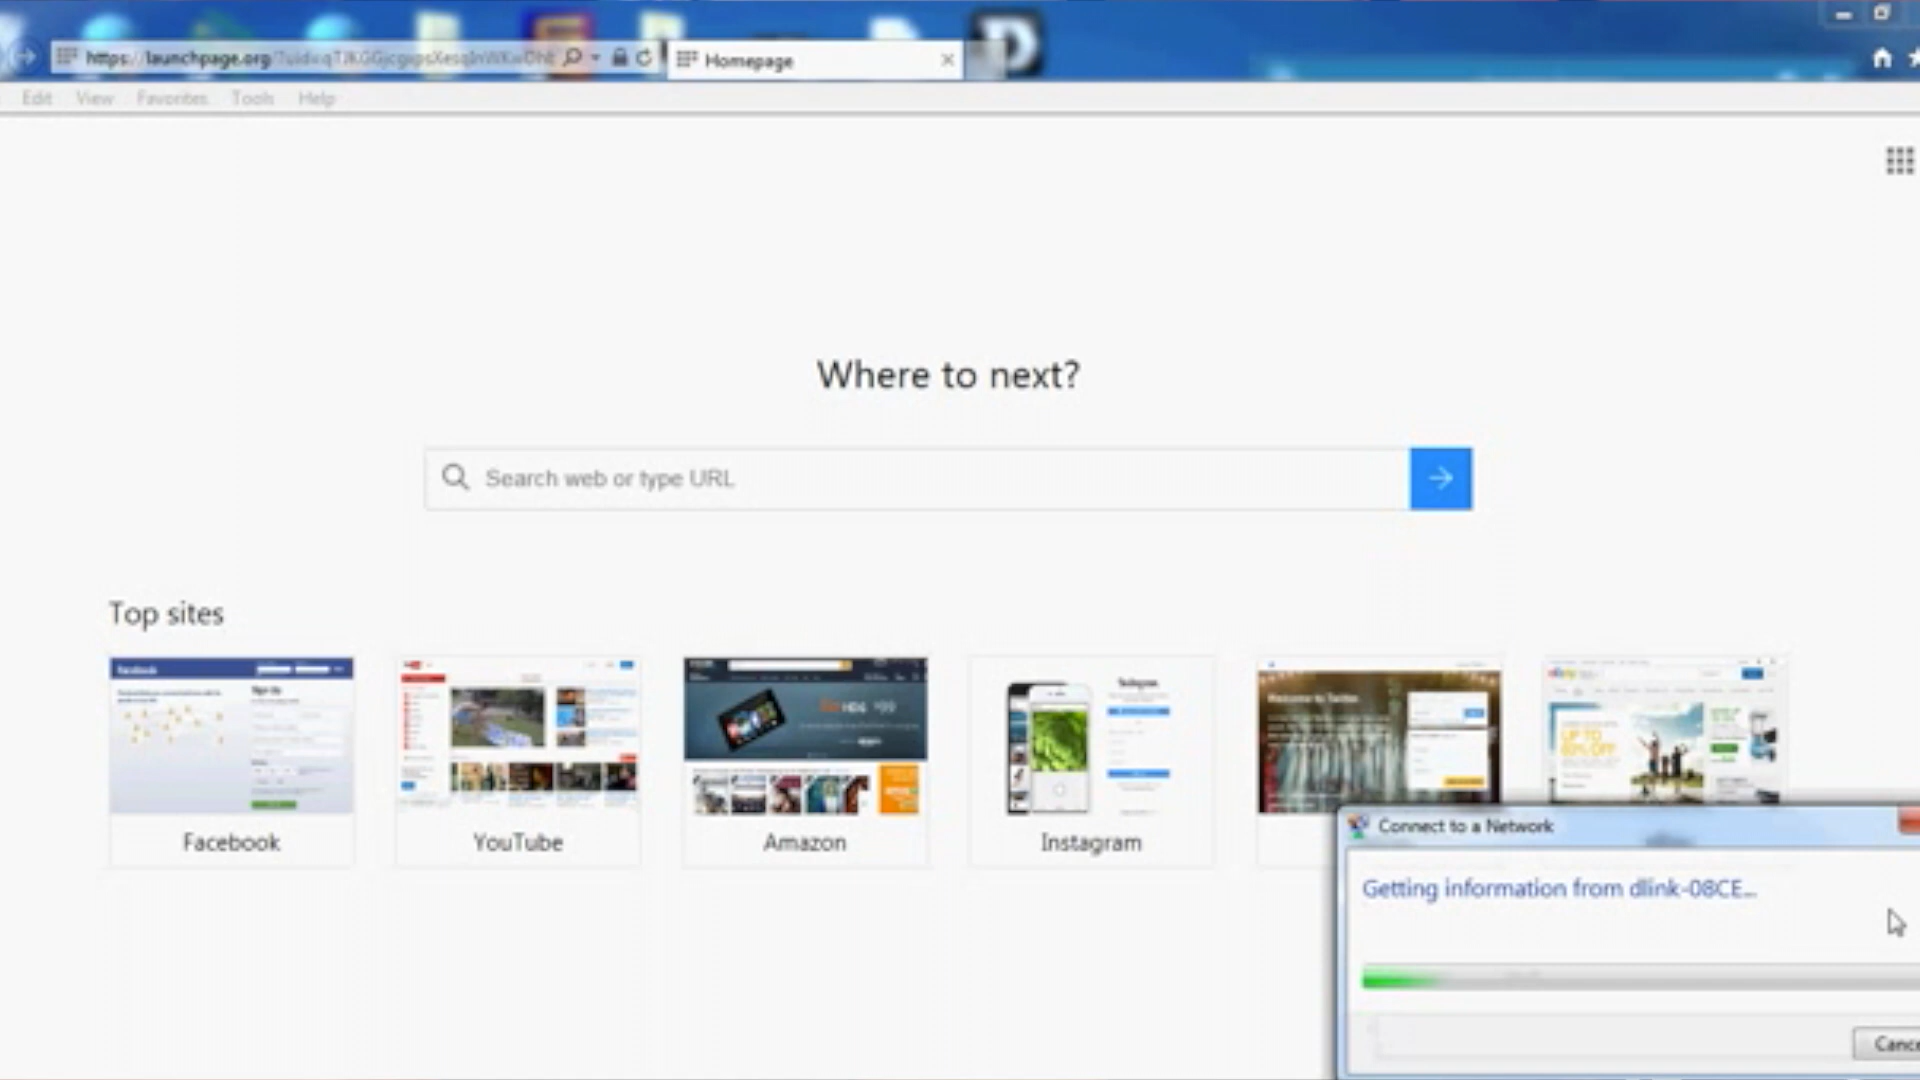 https://launchpage.org/
Homepage
Edit View Favorites Tools Help
Where to next?
Search web or type URL
Top sites
Facebook
YouTube
Amazon
Instagram
Connect to a Network
Getting information from dlink-08CE...
Cance